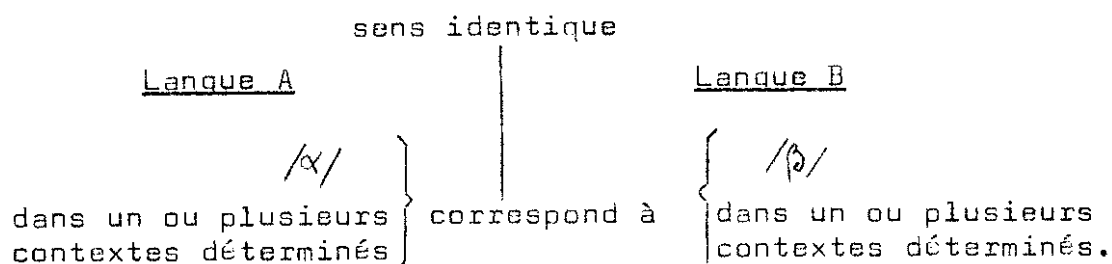 sens identique
Langue A Langue B
/α/ /β/
dans un ou plusieurs correspond à dans un ou plusieurs
contextes déterminés contextes déterminés.